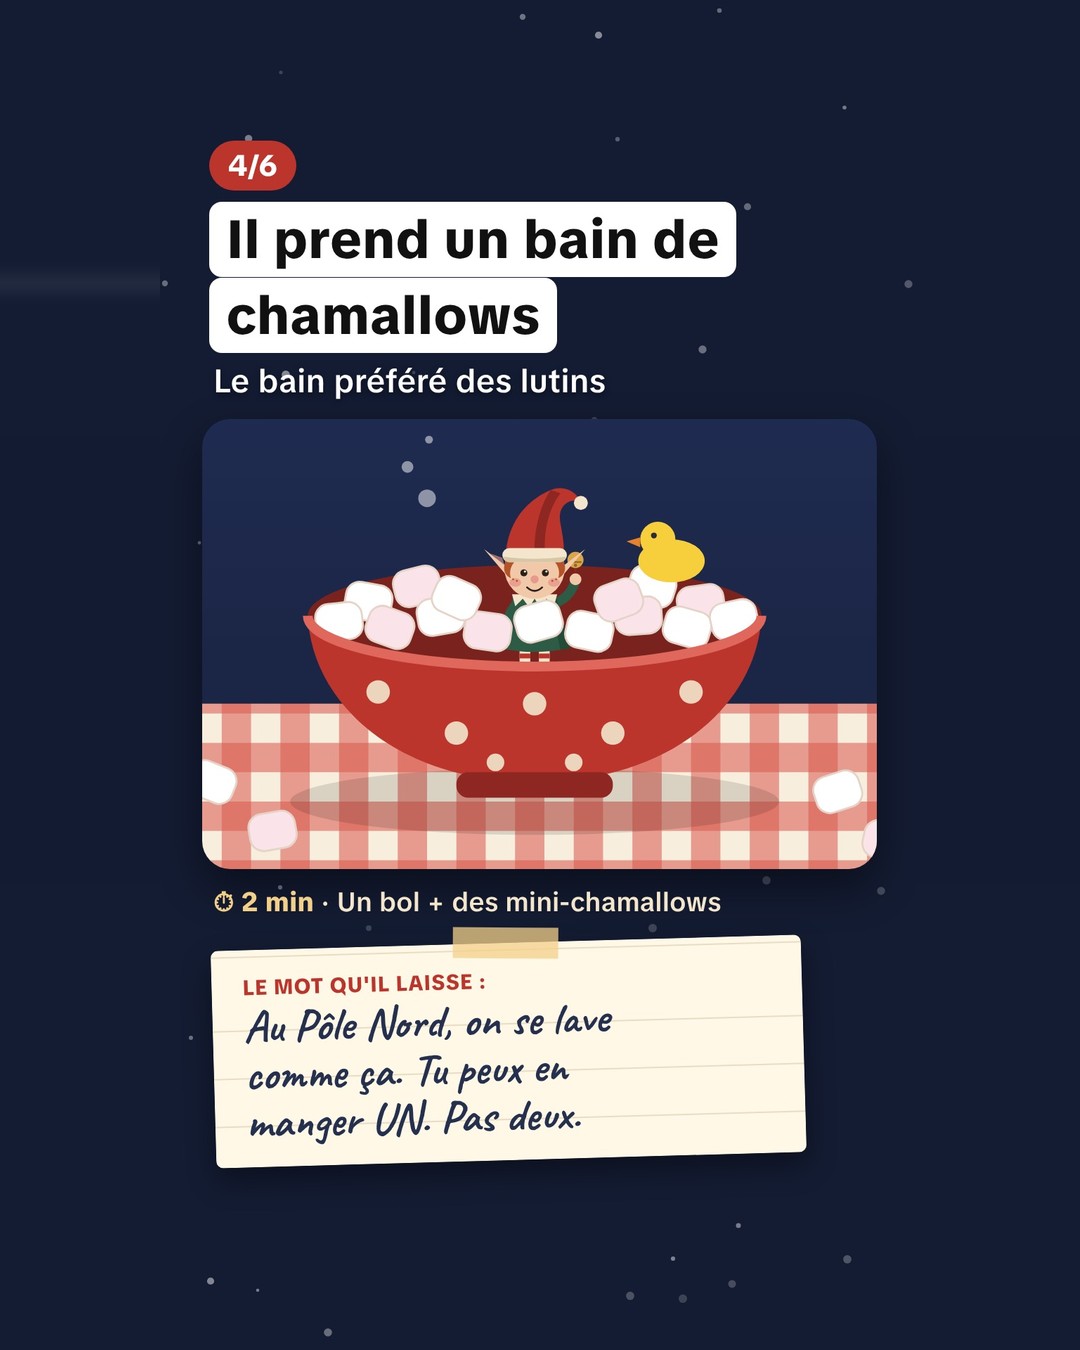 4/6
Il prend un bain de
chamallows
Le bain préféré des lutins
⏱ 2 min · Un bol + des mini-chamallows
LE MOT QU'IL LAISSE :
Au Pôle Nord, on se lave
comme ça. Tu peux en
manger UN. Pas deux.